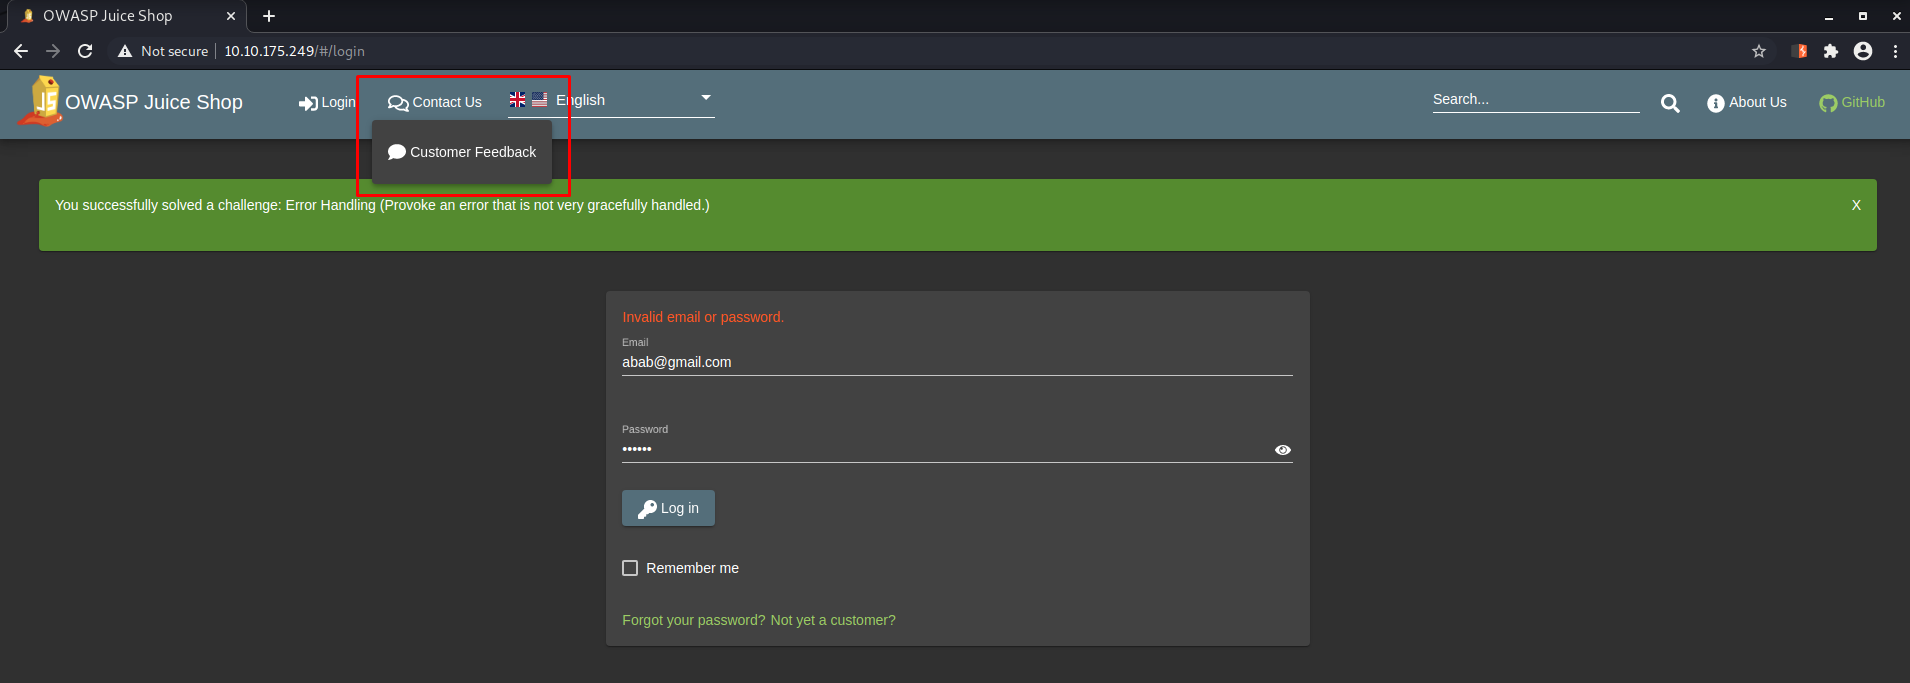 OWASP Juice Shop
Not secure 10.10.175.249/#/login
OWASP Juice Shop Login Contact Us English Search... About Us GitHub
Customer Feedback
You successfully solved a challenge: Error Handling (Provoke an error that is not very gracefully handled.) X
Invalid email or password.
Email
abab@gmail.com
Password
••••••
Log in
Remember me
Forgot your password? Not yet a customer?